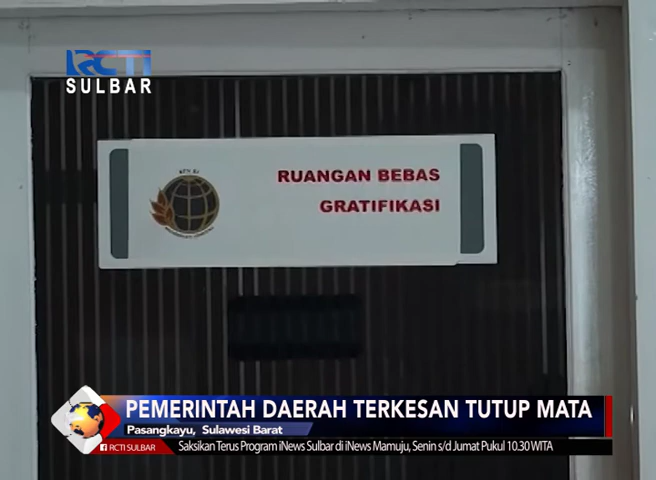 RCTI
SULBAR
RUANGAN BEBAS
GRATIFIKASI
PEMERINTAH DAERAH TERKESAN TUTUP MATA
Pasangkayu, Sulawesi Barat
RCTI SULBAR
Saksikan Terus Program iNews Sulbar di iNews Mamuju, Senin s/d Jumat Pukul 10.30 WITA